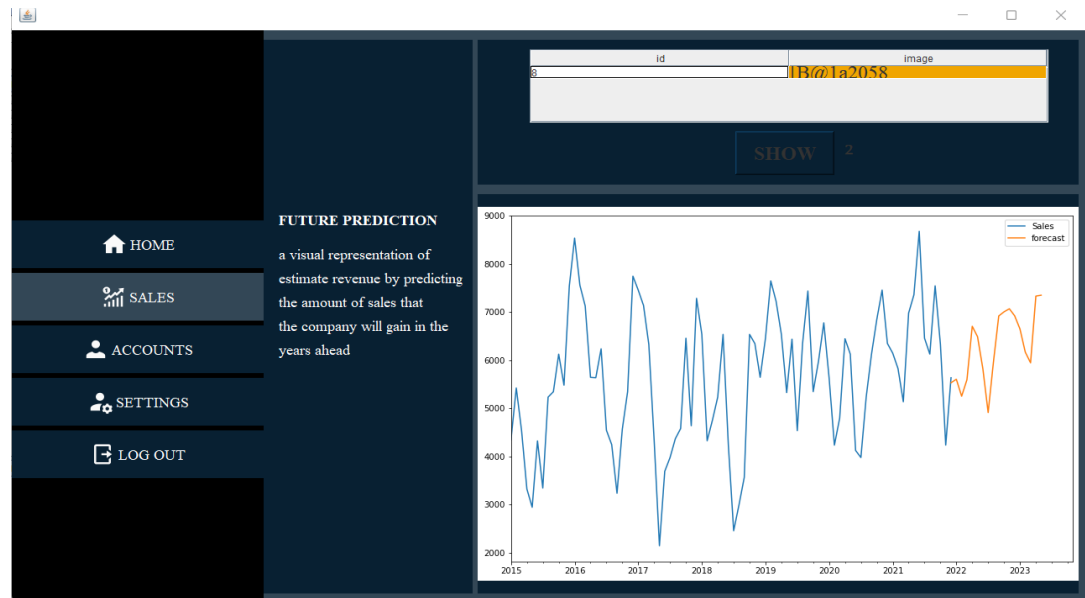 id image
8 [B@1a2058
SHOW 2
HOME
SALES
ACCOUNTS
SETTINGS
LOG OUT
FUTURE PREDICTION
a visual representation of
estimate revenue by predicting
the amount of sales that
the company will gain in the
years ahead
Sales
forecast
9000
8000
7000
6000
5000
4000
3000
2000
2015 2016 2017 2018 2019 2020 2021 2022 2023